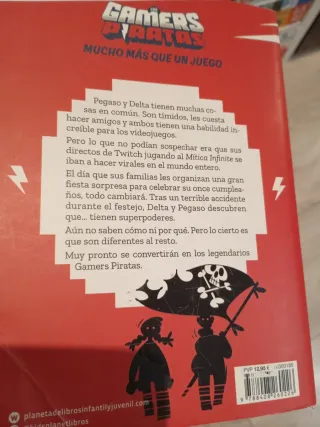 GAMERS
PIRATAS
MUCHO MÁS QUE UN JUEGO
Pegaso y Delta tienen muchas co-
sas en común. Son tímidos, les cuesta
hacer amigos y ambos tienen una habilidad in-
creíble para los videojuegos.
Pero lo que no podían sospechar era que sus
directos de Twitch jugando al Mítica Infinite se
iban a hacer virales en el mundo entero.
El día que sus familias les organizan una gran
fiesta sorpresa para celebrar su once cumplea-
ños, todo cambiará. Tras un terrible accidente
durante el festejo, Delta y Pegaso descubren
que... tienen superpoderes.
Aún no saben cómo ni por qué. Pero lo cierto es
que son diferentes al resto.
Muy pronto se convertirán en los legendarios
Gamers Piratas.
PVP 12,95 €
planetadelibrosinfantilyjuvenil.com